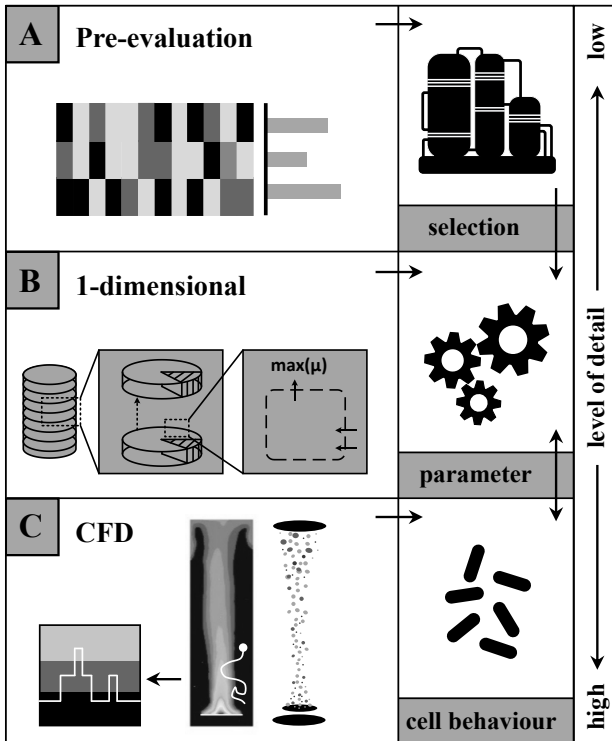 A
Pre-evaluation
selection
B
1-dimensional
max(μ)
parameter
C
CFD
cell behaviour
low
level of detail
high